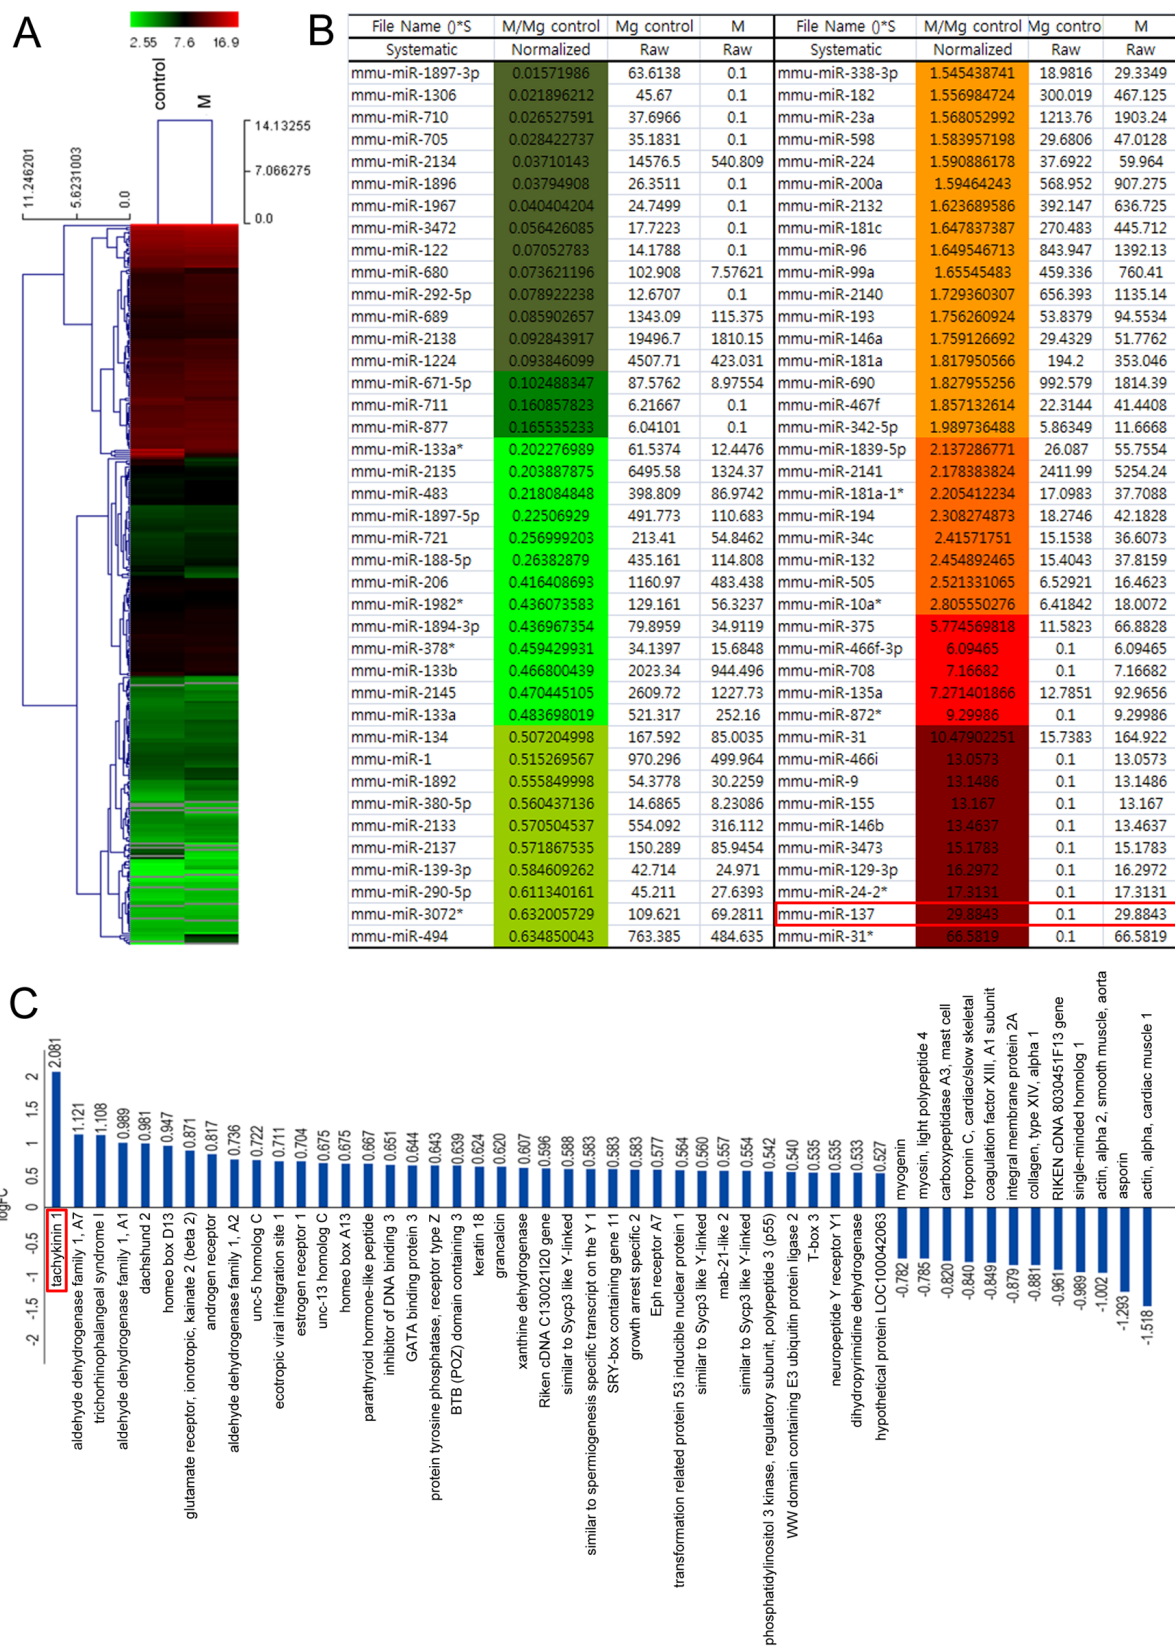 A
2.55 7.6 16.9
control
M
14.13255
7.066275
0.0
11.246201
5.6231003
0.0
B
File Name ()*S M/Mg control Mg control M File Name ()*S M/Mg control Mg contro M
Systematic Normalized Raw Raw Systematic Normalized Raw Raw
mmu-miR-1897-3p 0.01571986 63.6138 0.1 mmu-miR-338-3p 1.545438741 18.9816 29.3349
mmu-miR-1306 0.021896212 45.67 0.1 mmu-miR-182 1.556984724 300.019 467.125
mmu-miR-710 0.026527591 37.6966 0.1 mmu-miR-23a 1.568052992 1213.76 1903.24
mmu-miR-705 0.028422737 35.1831 0.1 mmu-miR-598 1.583957198 29.6806 47.0128
mmu-miR-2134 0.03710143 14576.5 540.809 mmu-miR-224 1.590886178 37.6922 59.964
mmu-miR-1896 0.03794908 26.3511 0.1 mmu-miR-200a 1.59464243 568.952 907.275
mmu-miR-1967 0.040404204 24.7499 0.1 mmu-miR-2132 1.623689586 392.147 636.725
mmu-miR-3472 0.056426085 17.7223 0.1 mmu-miR-181c 1.647837387 270.483 445.712
mmu-miR-122 0.07052783 14.1788 0.1 mmu-miR-96 1.649546713 843.947 1392.13
mmu-miR-680 0.073621196 102.908 7.57621 mmu-miR-99a 1.65545483 459.336 760.41
mmu-miR-292-5p 0.078922238 12.6707 0.1 mmu-miR-2140 1.729360307 656.393 1135.14
mmu-miR-689 0.085902657 1343.09 115.375 mmu-miR-193 1.756260924 53.8379 94.5534
mmu-miR-2138 0.092843917 19496.7 1810.15 mmu-miR-146a 1.759126692 29.4329 51.7762
mmu-miR-1224 0.093846099 4507.71 423.031 mmu-miR-181a 1.817950566 194.2 353.046
mmu-miR-671-5p 0.102488347 87.5762 8.97554 mmu-miR-690 1.827955256 992.579 1814.39
mmu-miR-711 0.160857823 6.21667 0.1 mmu-miR-467f 1.857132614 22.3144 41.4408
mmu-miR-877 0.165535233 6.04101 0.1 mmu-miR-342-5p 1.989736488 5.86349 11.6668
mmu-miR-133a* 0.202276989 61.5374 12.4476 mmu-miR-1839-5p 2.137286771 26.087 55.7554
mmu-miR-2135 0.203887875 6495.58 1324.37 mmu-miR-2141 2.178383824 2411.99 5254.24
mmu-miR-483 0.218084848 398.809 86.9742 mmu-miR-181a-1* 2.205412234 17.0983 37.7088
mmu-miR-1897-5p 0.22506929 491.773 110.683 mmu-miR-194 2.308274873 18.2746 42.1828
mmu-miR-721 0.256999203 213.41 54.8462 mmu-miR-34c 2.41571751 15.1538 36.6073
mmu-miR-188-5p 0.26382879 435.161 114.808 mmu-miR-132 2.454892465 15.4043 37.8159
mmu-miR-206 0.416408693 1160.97 483.438 mmu-miR-505 2.521331065 6.52921 16.4623
mmu-miR-1982* 0.436073583 129.161 56.3237 mmu-miR-10a* 2.805550276 6.41842 18.0072
mmu-miR-1894-3p 0.436967354 79.8959 34.9119 mmu-miR-375 5.774569818 11.5823 66.8828
mmu-miR-378* 0.459429931 34.1397 15.6848 mmu-miR-466f-3p 6.09465 0.1 6.09465
mmu-miR-133b 0.466800439 2023.34 944.496 mmu-miR-708 7.16682 0.1 7.16682
mmu-miR-2145 0.470445105 2609.72 1227.73 mmu-miR-135a 7.271401866 12.7851 92.9656
mmu-miR-133a 0.483698019 521.317 252.16 mmu-miR-872* 9.29986 0.1 9.29986
mmu-miR-134 0.507204998 167.592 85.0035 mmu-miR-31 10.47902251 15.7383 164.922
mmu-miR-1 0.515269567 970.296 499.964 mmu-miR-466i 13.0573 0.1 13.0573
mmu-miR-1892 0.555849998 54.3778 30.2259 mmu-miR-9 13.1486 0.1 13.1486
mmu-miR-380-5p 0.560437136 14.6865 8.23086 mmu-miR-155 13.167 0.1 13.167
mmu-miR-2133 0.570504537 554.092 316.112 mmu-miR-146b 13.4637 0.1 13.4637
mmu-miR-2137 0.571867535 150.289 85.9454 mmu-miR-3473 15.1783 0.1 15.1783
mmu-miR-139-3p 0.584609262 42.714 24.971 mmu-miR-129-3p 16.2972 0.1 16.2972
mmu-miR-290-5p 0.611340161 45.211 27.6393 mmu-miR-24-2* 17.3131 0.1 17.3131
mmu-miR-3072* 0.632005729 109.621 69.2811 mmu-miR-137 29.8843 0.1 29.8843
mmu-miR-494 0.634850043 763.385 484.635 mmu-miR-31* 66.5819 0.1 66.5819
C
logFC
2
1.5
1
0.5
0
-0.5
-1
-1.5
-2
2.081 tachykinin 1
1.121 aldehyde dehydrogenase family 1, A7
1.108 trichorhinophalangeal syndrome I
0.989 aldehyde dehydrogenase family 1, A1
0.981 dachshund 2
0.947 homeo box D13
0.871 glutamate receptor, ionotropic, kainate 2 (beta 2)
0.817 androgen receptor
0.736 aldehyde dehydrogenase family 1, A2
0.722 unc-5 homolog C
0.711 ecotropic viral integration site 1
0.704 estrogen receptor 1
0.675 unc-13 homolog C
0.675 homeo box A13
0.667 parathyroid hormone-like peptide
0.651 inhibitor of DNA binding 3
0.644 GATA binding protein 3
0.643 protein tyrosine phosphatase, receptor type Z
0.639 BTB (POZ) domain containing 3
0.624 keratin 18
0.620 grancalcin
0.607 xanthine dehydrogenase
0.596 Riken cDNA C130021I20 gene
0.588 similar to Sycp3 like Y-linked
0.583 similar to spermiogenesis specific transcript on the Y 1
0.583 SRY-box containing gene 11
0.583 growth arrest specific 2
0.577 Eph receptor A7
0.564 transformation related protein 53 inducible nuclear protein 1
0.560 similar to Sycp3 like Y-linked
0.557 mab-21-like 2
0.554 similar to Sycp3 like Y-linked
0.542 phosphatidylinositol 3 kinase, regulatory subunit, polypeptide 3 (p55)
0.540 WW domain containing E3 ubiquitin protein ligase 2
0.535 T-box 3
0.535 neuropeptide Y receptor Y1
0.533 dihydropyrimidine dehydrogenase
0.527 hypothetical protein LOC100042063
myogenin -0.782
myosin, light polypeptide 4 -0.785
carboxypeptidase A3, mast cell -0.820
troponin C, cardiac/slow skeletal -0.840
coagulation factor XIII, A1 subunit -0.849
integral membrane protein 2A -0.879
collagen, type XIV, alpha 1 -0.881
RIKEN cDNA 8030451F13 gene -0.961
single-minded homolog 1 -0.989
actin, alpha 2, smooth muscle, aorta -1.002
asporin -1.293
actin, alpha, cardiac muscle 1 -1.518